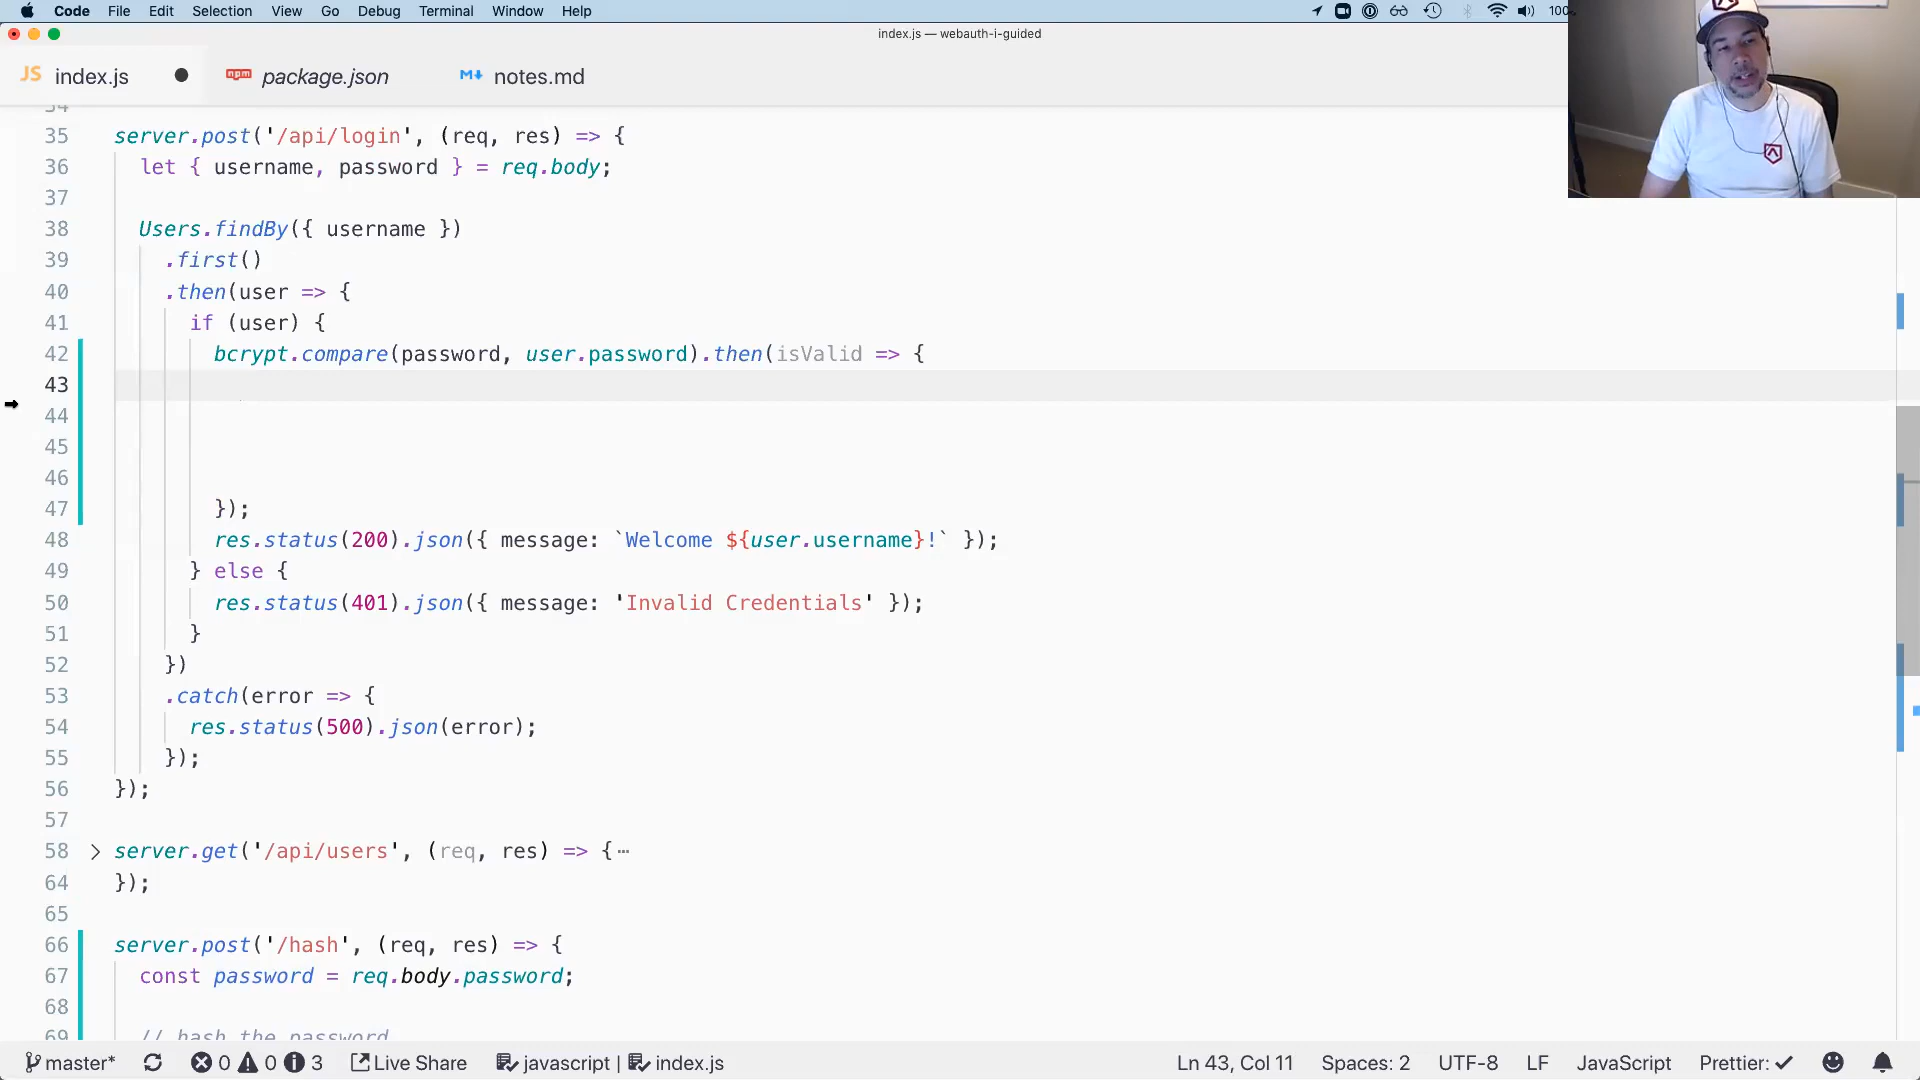 Code File Edit Selection View Go Debug Terminal Window Help
index.js — webauth-i-guided
JS index.js npm package.json M↓ notes.md
34
35 server.post('/api/login', (req, res) => {
36 let { username, password } = req.body;
37
38 Users.findBy({ username })
39 .first()
40 .then(user => {
41 if (user) {
42 bcrypt.compare(password, user.password).then(isValid => {
43
44
45
46
47 });
48 res.status(200).json({ message: `Welcome ${user.username}!` });
49 } else {
50 res.status(401).json({ message: 'Invalid Credentials' });
51 }
52 })
53 .catch(error => {
54 res.status(500).json(error);
55 });
56 });
57
58 server.get('/api/users', (req, res) => {⋯
64 });
65
66 server.post('/hash', (req, res) => {
67 const password = req.body.password;
68
69 // hash the password
master* 0 0 3 Live Share javascript | index.js Ln 43, Col 11 Spaces: 2 UTF-8 LF JavaScript Prettier: ✓